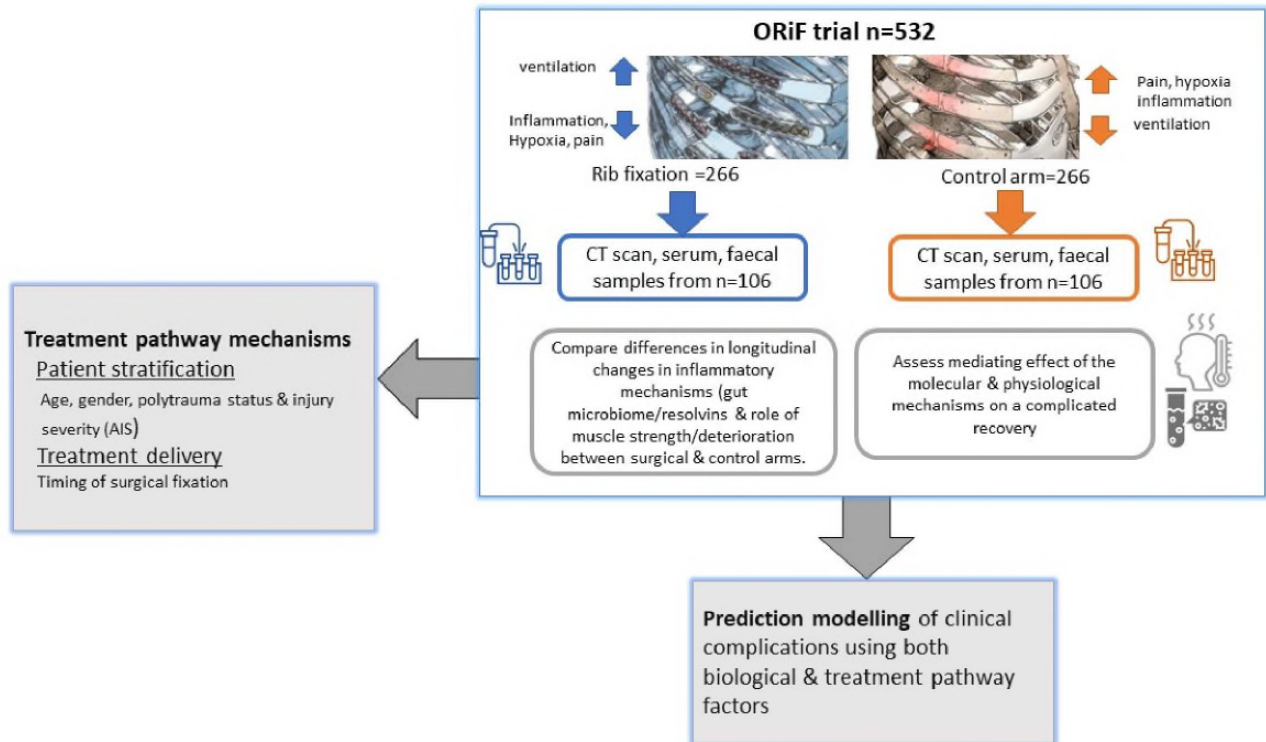 ORiF trial n=532
ventilation
Inflammation,
Hypoxia, pain
Pain, hypoxia
inflammation
ventilation
Rib fixation =266
Control arm=266
CT scan, serum, faecal
samples from n=106
CT scan, serum, faecal
samples from n=106
Compare differences in longitudinal
changes in inflammatory
mechanisms (gut
microbiome/resolvins & role of
muscle strength/deterioration
between surgical & control arms.
Assess mediating effect of the
molecular & physiological
mechanisms on a complicated
recovery
Treatment pathway mechanisms
Patient stratification
Age, gender, polytrauma status & injury
severity (AIS)
Treatment delivery
Timing of surgical fixation
Prediction modelling of clinical
complications using both
biological & treatment pathway
factors